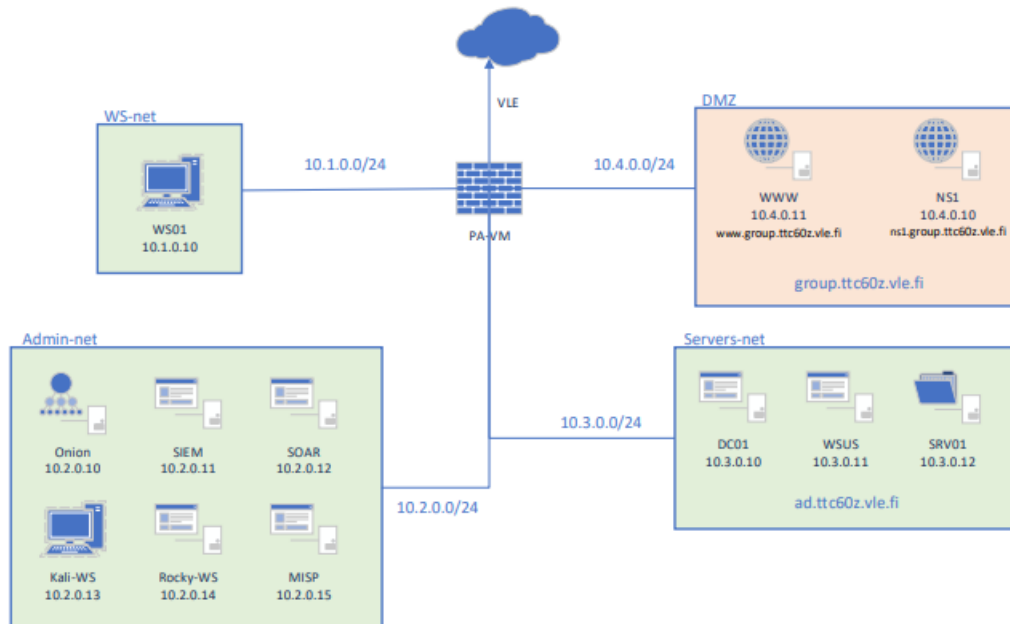 VLE
WS-net
DMZ
10.1.0.0/24
10.4.0.0/24
WS01
10.1.0.10
PA-VM
WWW
10.4.0.11
www.group.ttc60z.vle.fi
NS1
10.4.0.10
ns1.group.ttc60z.vle.fi
group.ttc60z.vle.fi
Admin-net
Servers-net
Onion
10.2.0.10
SIEM
10.2.0.11
SOAR
10.2.0.12
10.3.0.0/24
DC01
10.3.0.10
WSUS
10.3.0.11
SRV01
10.3.0.12
ad.ttc60z.vle.fi
10.2.0.0/24
Kali-WS
10.2.0.13
Rocky-WS
10.2.0.14
MISP
10.2.0.15